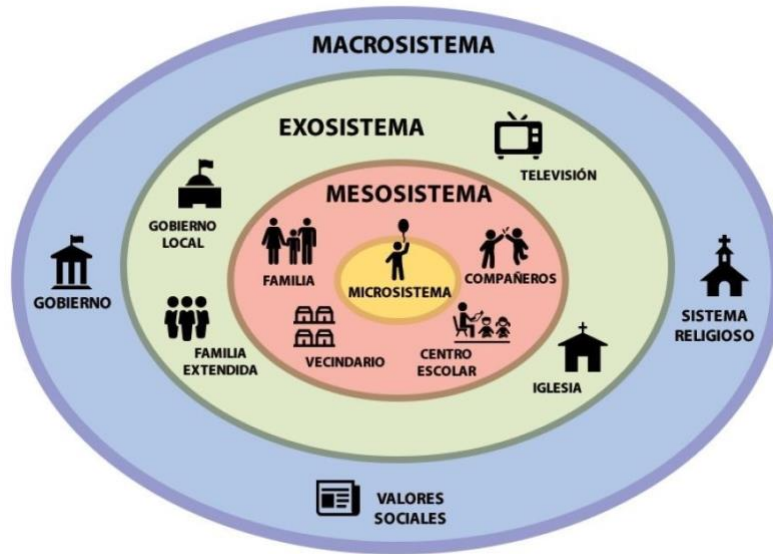 MACROSISTEMA
EXOSISTEMA
TELEVISIÓN
MESOSISTEMA
GOBIERNO
LOCAL
FAMILIA
COMPAÑEROS
MICROSISTEMA
GOBIERNO
SISTEMA
RELIGIOSO
FAMILIA
EXTENDIDA
VECINDARIO
CENTRO
ESCOLAR
IGLESIA
VALORES
SOCIALES